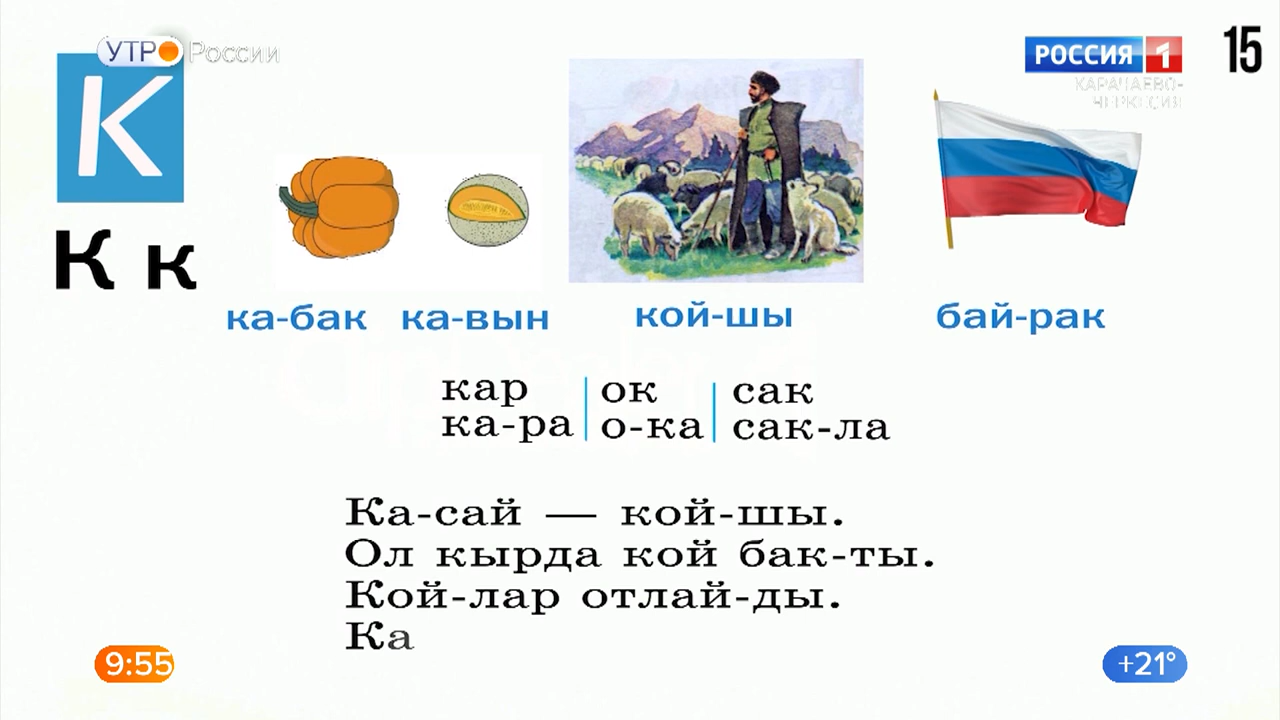 УТРО России
РОССИЯ 1
КАРАЧАЕВО-
ЧЕРКЕСИЯ
15
К
К к
ка-бак ка-вын кой-шы бай-рак
кар ок сак
ка-ра о-ка сак-ла
Ка-сай — кой-шы.
Ол кырда кой бак-ты.
Кой-лар отлай-ды.
Ка
9:55
+21°